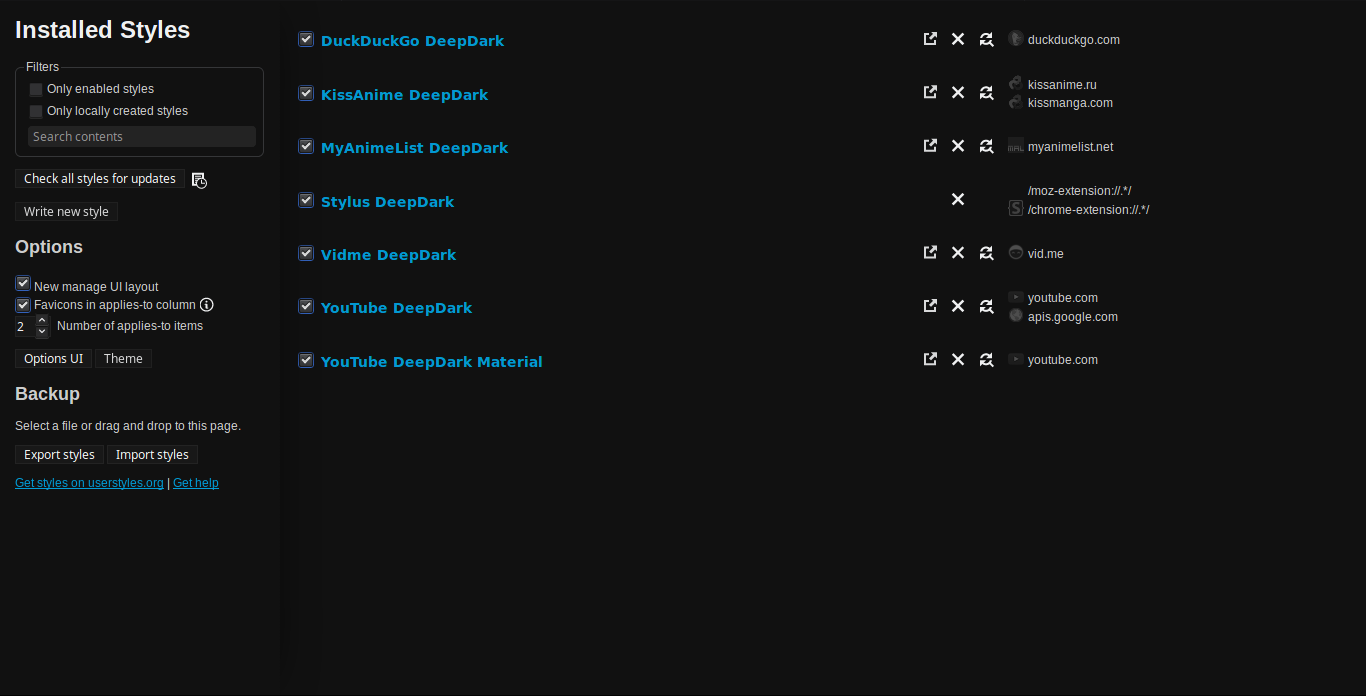 Installed Styles
Filters
Only enabled styles
Only locally created styles
Search contents
Check all styles for updates
Write new style
Options
New manage UI layout
Favicons in applies-to column
2 Number of applies-to items
Options UI Theme
Backup
Select a file or drag and drop to this page.
Export styles Import styles
Get styles on userstyles.org | Get help
DuckDuckGo DeepDark duckduckgo.com
KissAnime DeepDark kissanime.ru
kissmanga.com
MyAnimeList DeepDark myanimelist.net
Stylus DeepDark /moz-extension://.*/
/chrome-extension://.*/
Vidme DeepDark vid.me
YouTube DeepDark youtube.com
apis.google.com
YouTube DeepDark Material youtube.com